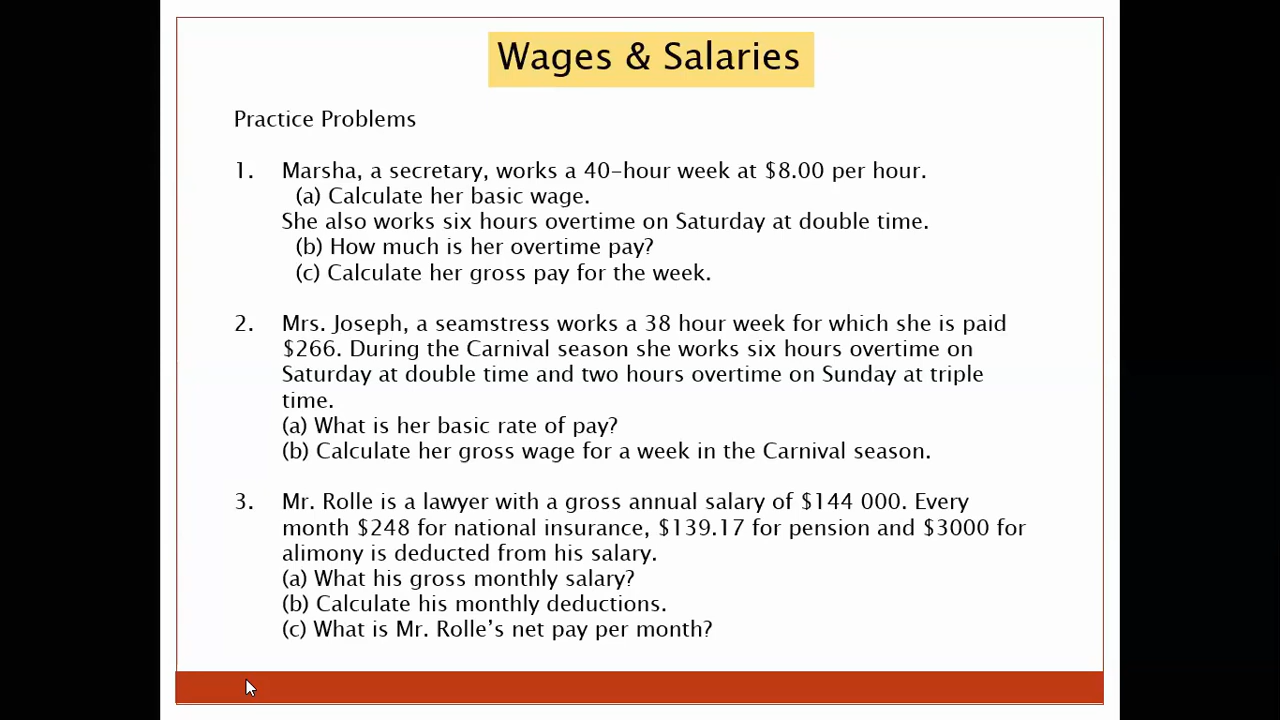 Wages & Salaries
Practice Problems
1. Marsha, a secretary, works a 40-hour week at $8.00 per hour.
(a) Calculate her basic wage.
She also works six hours overtime on Saturday at double time.
(b) How much is her overtime pay?
(c) Calculate her gross pay for the week.
2. Mrs. Joseph, a seamstress works a 38 hour week for which she is paid
$266. During the Carnival season she works six hours overtime on
Saturday at double time and two hours overtime on Sunday at triple
time.
(a) What is her basic rate of pay?
(b) Calculate her gross wage for a week in the Carnival season.
3. Mr. Rolle is a lawyer with a gross annual salary of $144 000. Every
month $248 for national insurance, $139.17 for pension and $3000 for
alimony is deducted from his salary.
(a) What his gross monthly salary?
(b) Calculate his monthly deductions.
(c) What is Mr. Rolle’s net pay per month?